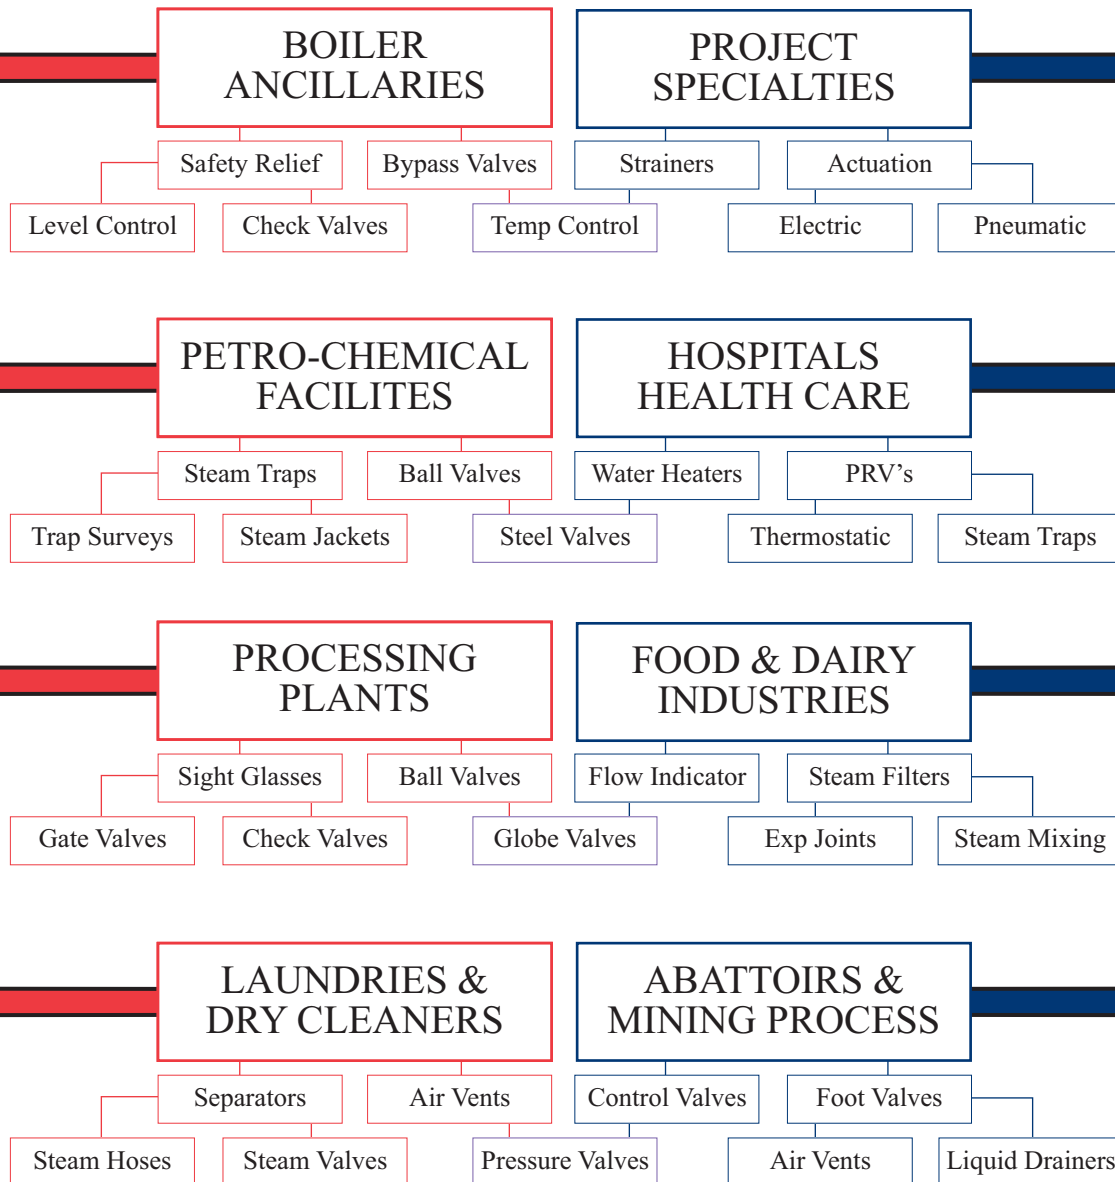 BOILER
ANCILLARIES
PROJECT
SPECIALTIES
Safety Relief
Bypass Valves
Strainers
Actuation
Level Control
Check Valves
Temp Control
Electric
Pneumatic
PETRO-CHEMICAL
FACILITES
HOSPITALS
HEALTH CARE
Steam Traps
Ball Valves
Water Heaters
PRV's
Trap Surveys
Steam Jackets
Steel Valves
Thermostatic
Steam Traps
PROCESSING
PLANTS
FOOD & DAIRY
INDUSTRIES
Sight Glasses
Ball Valves
Flow Indicator
Steam Filters
Gate Valves
Check Valves
Globe Valves
Exp Joints
Steam Mixing
LAUNDRIES &
DRY CLEANERS
ABATTOIRS &
MINING PROCESS
Separators
Air Vents
Control Valves
Foot Valves
Steam Hoses
Steam Valves
Pressure Valves
Air Vents
Liquid Drainers